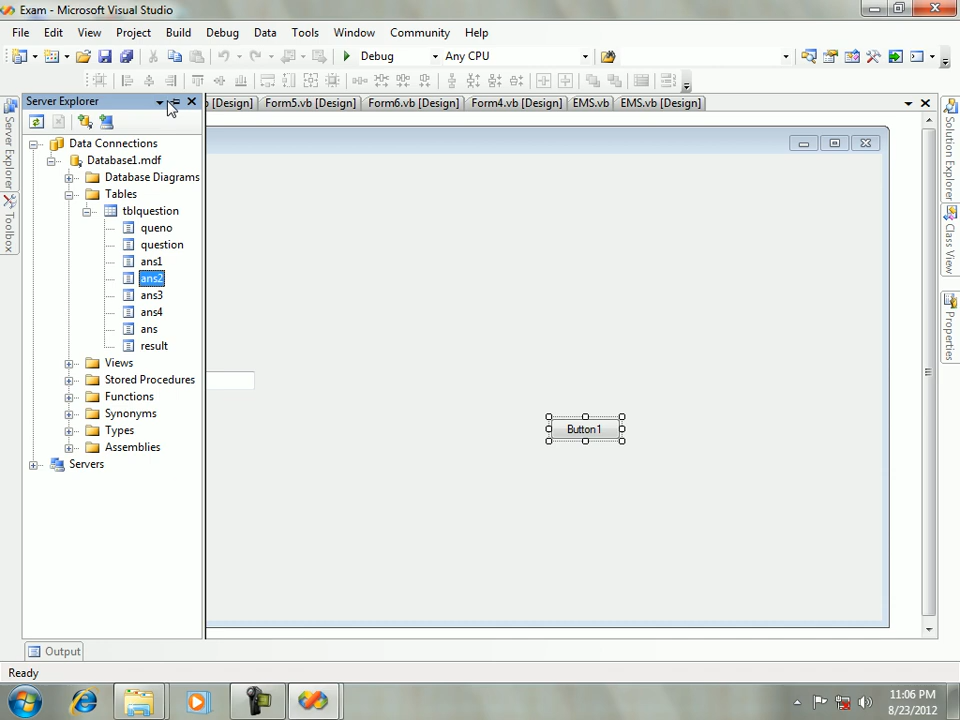 Exam - Microsoft Visual Studio
File Edit View Project Build Debug Data Tools Window Community Help
Debug Any CPU
Server Explorer
[Design] Form5.vb [Design] Form6.vb [Design] Form4.vb [Design] EMS.vb EMS.vb [Design]
Data Connections
Database1.mdf
Database Diagrams
Tables
tblquestion
queno
question
ans1
ans2
ans3
ans4
ans
result
Views
Stored Procedures
Functions
Synonyms
Types
Assemblies
Servers
Button1
Server Explorer
Toolbox
Solution Explorer
Class View
Properties
Output
Ready
11:06 PM
8/23/2012